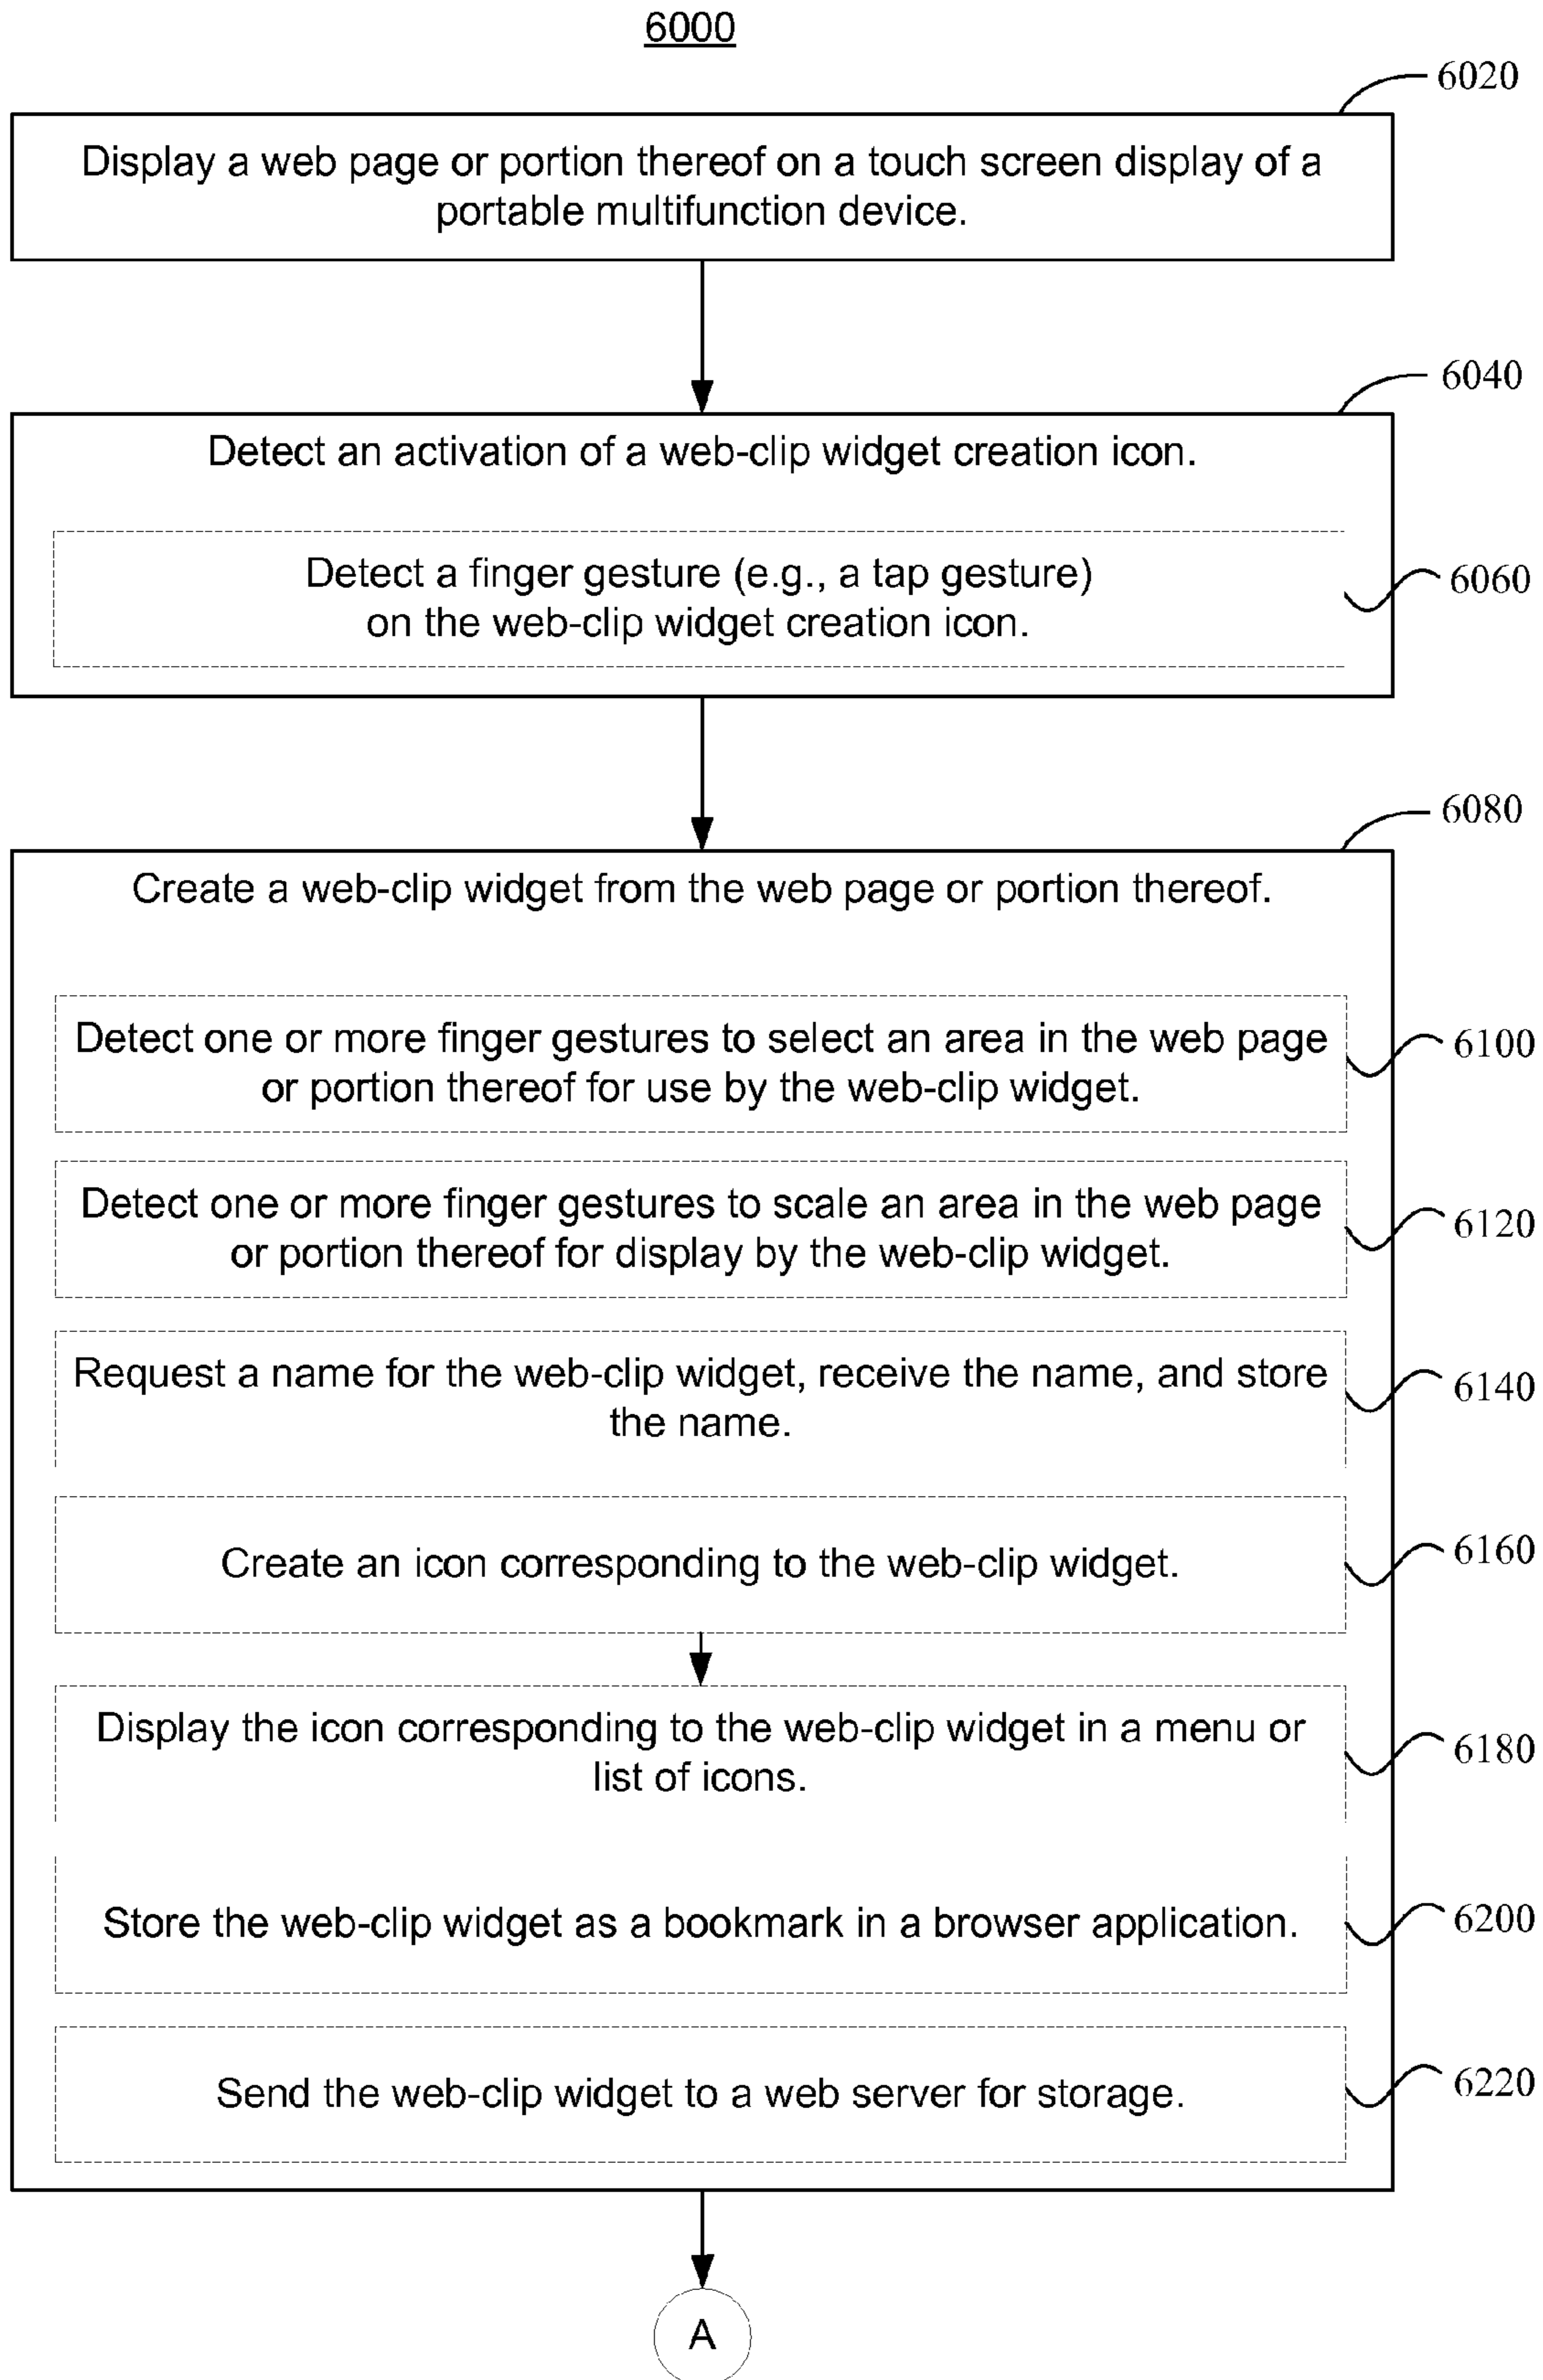 6000
6020
Display a web page or portion thereof on a touch screen display of a
portable multifunction device.
6040
Detect an activation of a web-clip widget creation icon.
Detect a finger gesture (e.g., a tap gesture)
on the web-clip widget creation icon.
6060
6080
Create a web-clip widget from the web page or portion thereof.
Detect one or more finger gestures to select an area in the web page
or portion thereof for use by the web-clip widget.
6100
Detect one or more finger gestures to scale an area in the web page
or portion thereof for display by the web-clip widget.
6120
Request a name for the web-clip widget, receive the name, and store
the name.
6140
Create an icon corresponding to the web-clip widget.
6160
Display the icon corresponding to the web-clip widget in a menu or
list of icons.
6180
Store the web-clip widget as a bookmark in a browser application.
6200
Send the web-clip widget to a web server for storage.
6220
A